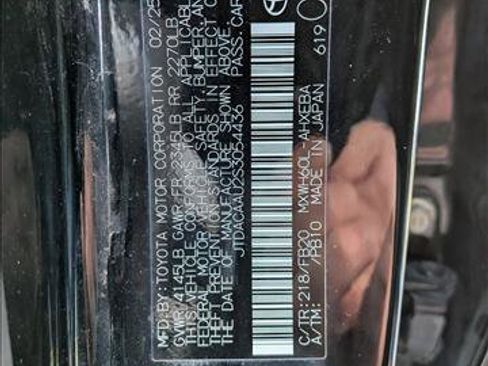 MFD.BY:TOYOTA MOTOR CORPORATION 02/25
GVWR 4145LB GAWR FR 2345LB RR 2270LB
THIS VEHICLE CONFORMS TO ALL APPLICABLE
FEDERAL MOTOR VEHICLE SAFETY, BUMPER, AND
THEFT PREVENTION STANDARDS IN EFFECT ON
THE DATE OF MANUFACTURE SHOWN ABOVE.
JTDACAAU2S3054436 PASS.CAR
C/TR:218/FB20 MXWH60L-AHXEBA
A/TM: /PB10 MADE IN JAPAN 619